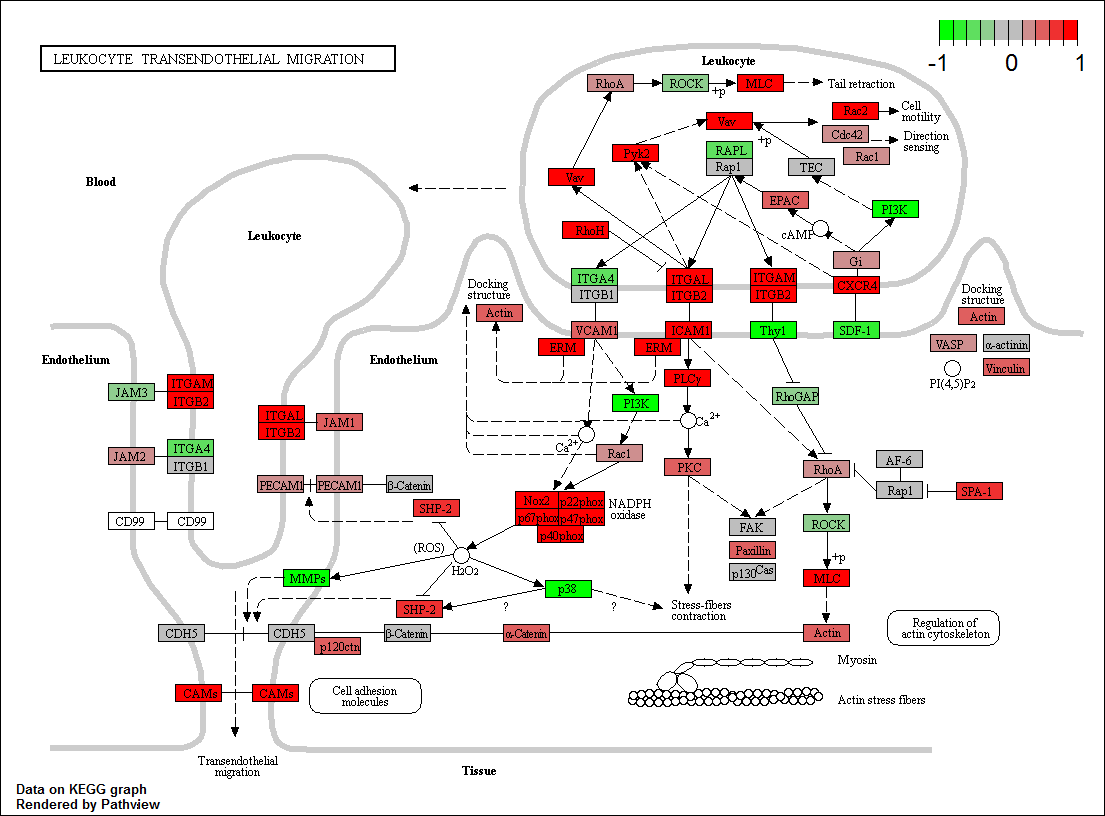 LEUKOCYTE TRANSENDOTHELIAL MIGRATION
-1 0 1
Leukocyte
RhoA
ROCK
+p
MLC
Tail retraction
Vav
+p
Rac2
Cell
motility
Cdc42
Direction
sensing
Rac1
Pyk2
RAPL
Rap1
TEC
Vav
EPAC
PI3K
cAMP
RhoH
Gi
ITGA4
ITGB1
ITGAL
ITGB2
ITGAM
ITGB2
CXCR4
Blood
Leukocyte
Docking
structure
Actin
VCAM1
ICAM1
Thy1
SDF-1
ERM
ERM
Docking
structure
Actin
VASP
α-actinin
PI(4,5)P2
Vinculin
Endothelium
Endothelium
JAM3
ITGAM
ITGB2
PLCγ
PI3K
RhoGAP
ITGAL
ITGB2
JAM1
Ca2+
Ca2+
JAM2
ITGA4
ITGB1
Rac1
PKC
RhoA
AF-6
Rap1
SPA-1
PECAM1
PECAM1
β-Catenin
SHP-2
Nox2
p22phox
p67phox
p47phox
p40phox
NADPH
oxidase
CD99
CD99
FAK
Paxillin
p130Cas
ROCK
+p
(ROS)
H2O2
MMPs
p38
MLC
SHP-2
?
?
Stress-fibers
contraction
CDH5
CDH5
p120ctn
β-Catenin
α-Catenin
Actin
Regulation of
actin cytoskeleton
Myosin
Actin stress fibers
CAMs
CAMs
Cell adhesion
molecules
Transendothelial
migration
Tissue
Data on KEGG graph
Rendered by Pathview